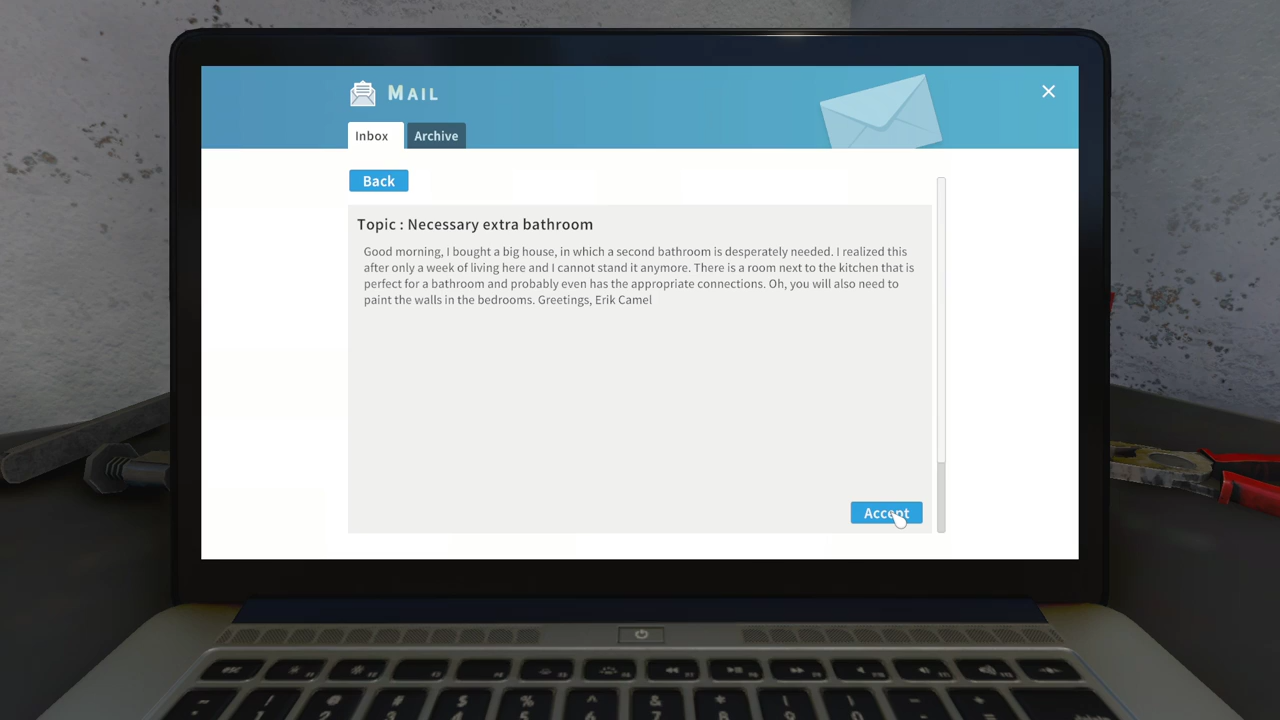 Mail
Inbox
Archive
Back
Topic : Necessary extra bathroom
Good morning, I bought a big house, in which a second bathroom is desperately needed. I realized this
after only a week of living here and I cannot stand it anymore. There is a room next to the kitchen that is
perfect for a bathroom and probably even has the appropriate connections. Oh, you will also need to
paint the walls in the bedrooms. Greetings, Erik Camel
Accept